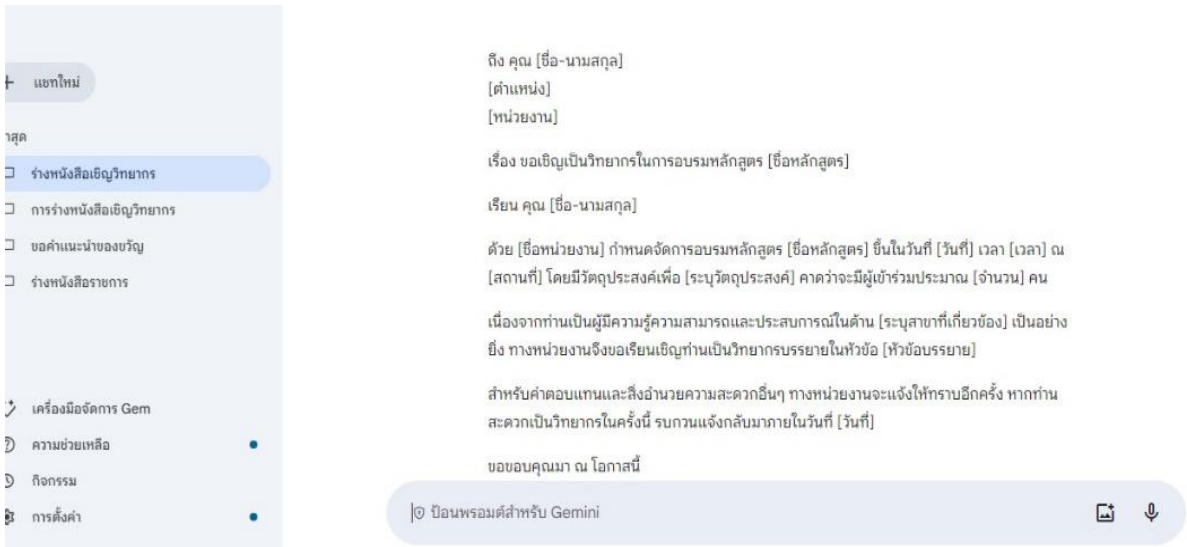 แชทใหม่
ร่างหนังสือเชิญวิทยากร
การร่างหนังสือเชิญวิทยากร
ขอคำแนะนำของขวัญ
ร่างหนังสือราชการ
เครื่องมือจัดการ Gem
ความช่วยเหลือ
กิจกรรม
การตั้งค่า
ถึง คุณ [ชื่อ-นามสกุล]
[ตำแหน่ง]
[หน่วยงาน]
เรื่อง ขอเชิญเป็นวิทยากรในการอบรมหลักสูตร [ชื่อหลักสูตร]
เรียน คุณ [ชื่อ-นามสกุล]
ด้วย [ชื่อหน่วยงาน] กำหนดจัดการอบรมหลักสูตร [ชื่อหลักสูตร] ขึ้นในวันที่ [วันที่] เวลา [เวลา] ณ
[สถานที่] โดยมีวัตถุประสงค์เพื่อ [ระบุวัตถุประสงค์] คาดว่าจะมีผู้เข้าร่วมประมาณ [จำนวน] คน
เนื่องจากท่านเป็นผู้มีความรู้ความสามารถและประสบการณ์ในด้าน [ระบุสาขาที่เกี่ยวข้อง] เป็นอย่าง
ยิ่ง ทางหน่วยงานจึงขอเรียนเชิญท่านเป็นวิทยากรบรรยายในหัวข้อ [หัวข้อบรรยาย]
สำหรับค่าตอบแทนและสิ่งอำนวยความสะดวกอื่นๆ ทางหน่วยงานจะแจ้งให้ทราบอีกครั้ง หากท่าน
สะดวกเป็นวิทยากรในครั้งนี้ รบกวนแจ้งกลับมาภายในวันที่ [วันที่]
ขอขอบคุณมา ณ โอกาสนี้
ป้อนพรอมต์สำหรับ Gemini